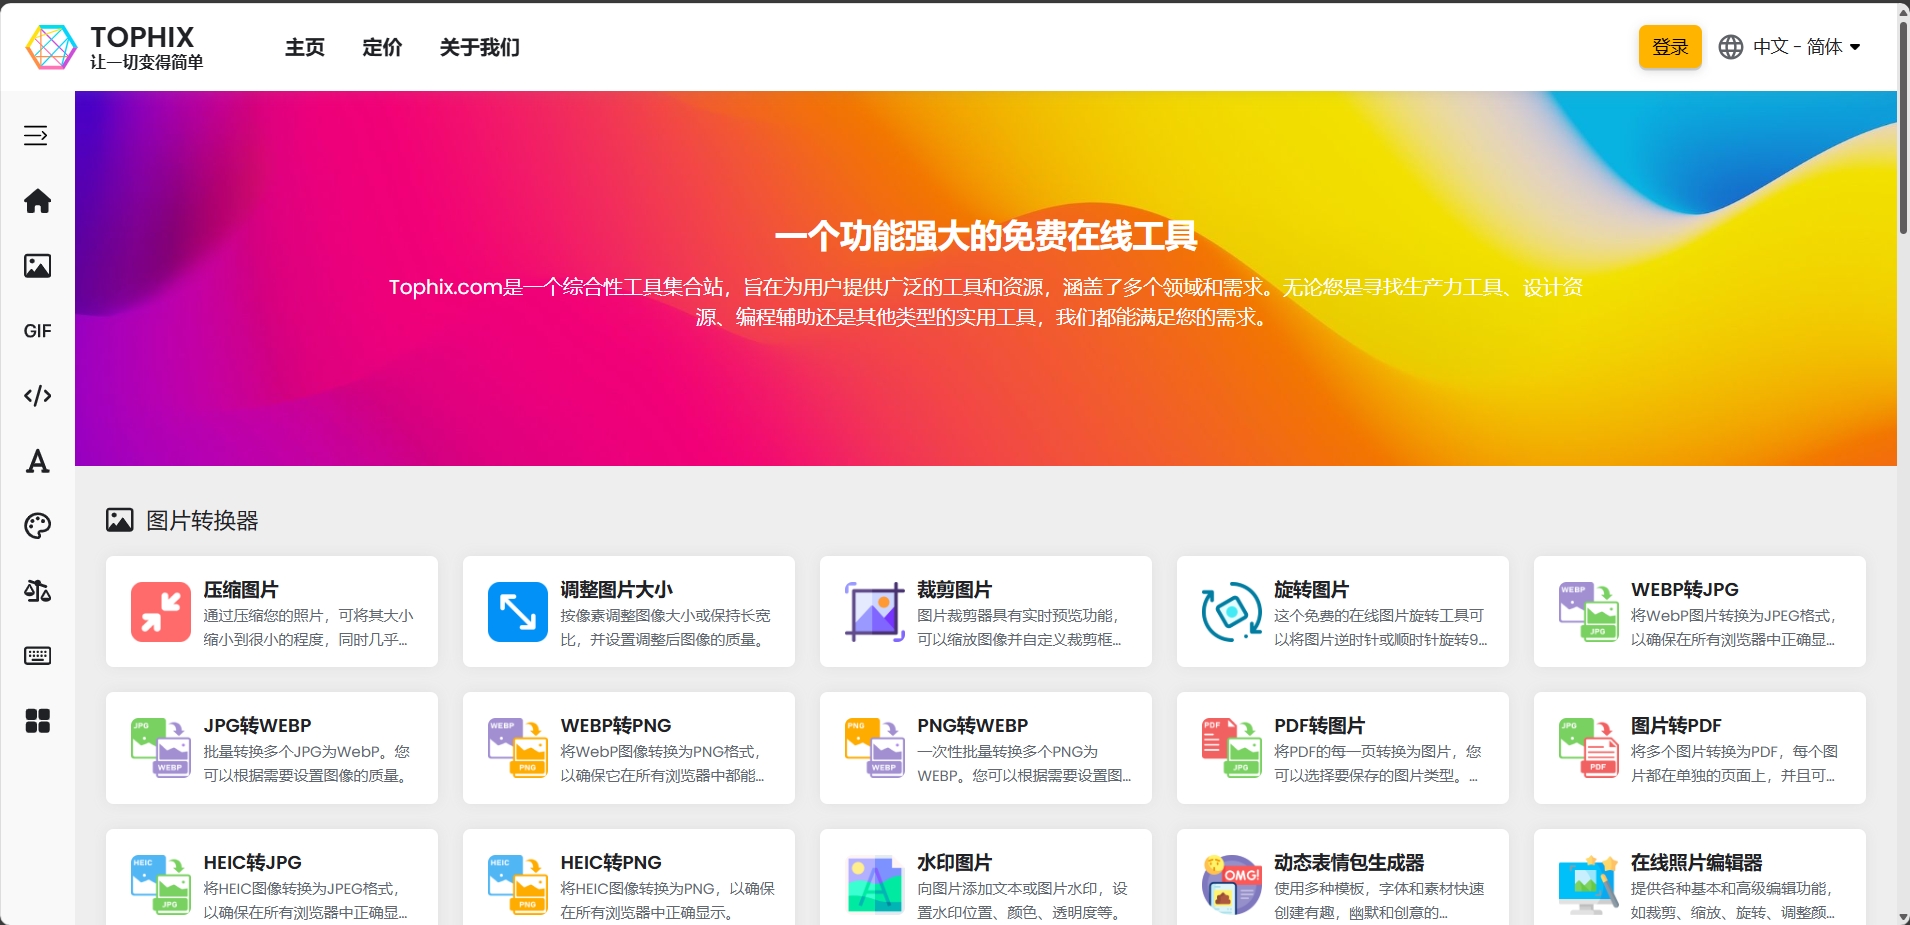 TOPHIX
让一切变得简单
主页
定价
关于我们
登录
中文 - 简体
GIF
一个功能强大的免费在线工具
Tophix.com是一个综合性工具集合站，旨在为用户提供广泛的工具和资源，涵盖了多个领域和需求。无论您是寻找生产力工具、设计资
源、编程辅助还是其他类型的实用工具，我们都能满足您的需求。
图片转换器
压缩图片
通过压缩您的照片，可将其大小
缩小到很小的程度，同时几乎...
调整图片大小
按像素调整图像大小或保持长宽
比，并设置调整后图像的质量。
裁剪图片
图片裁剪器具有实时预览功能，
可以缩放图像并自定义裁剪框...
旋转图片
这个免费的在线图片旋转工具可
以将图片逆时针或顺时针旋转9...
WEBP
JPG
WEBP转JPG
将WebP图片转换为JPEG格式，
以确保在所有浏览器中正确显...
JPG
WEBP
JPG转WEBP
批量转换多个JPG为WebP。您
可以根据需要设置图像的质量。
WEBP
PNG
WEBP转PNG
将WebP图像转换为PNG格式，
以确保它在所有浏览器中都能...
PNG
WEBP
PNG转WEBP
一次性批量转换多个PNG为
WEBP。您可以根据需要设置图...
PDF
JPG
PDF转图片
将PDF的每一页转换为图片，您
可以选择要保存的图片类型。...
JPG
PDF
图片转PDF
将多个图片转换为PDF，每个图
片都在单独的页面上，并且可...
HEIC
JPG
HEIC转JPG
将HEIC图像转换为JPEG格式，
以确保在所有浏览器中正确显...
HEIC
PNG
HEIC转PNG
将HEIC图像转换为PNG，以确保
在所有浏览器中正确显示。
水印图片
向图片添加文本或图片水印，设
置水印位置、颜色、透明度等。
OMG!
动态表情包生成器
使用多种模板，字体和素材快速
创建有趣，幽默和创意的...
在线照片编辑器
提供各种基本和高级编辑功能，
如裁剪、缩放、旋转、调整颜...